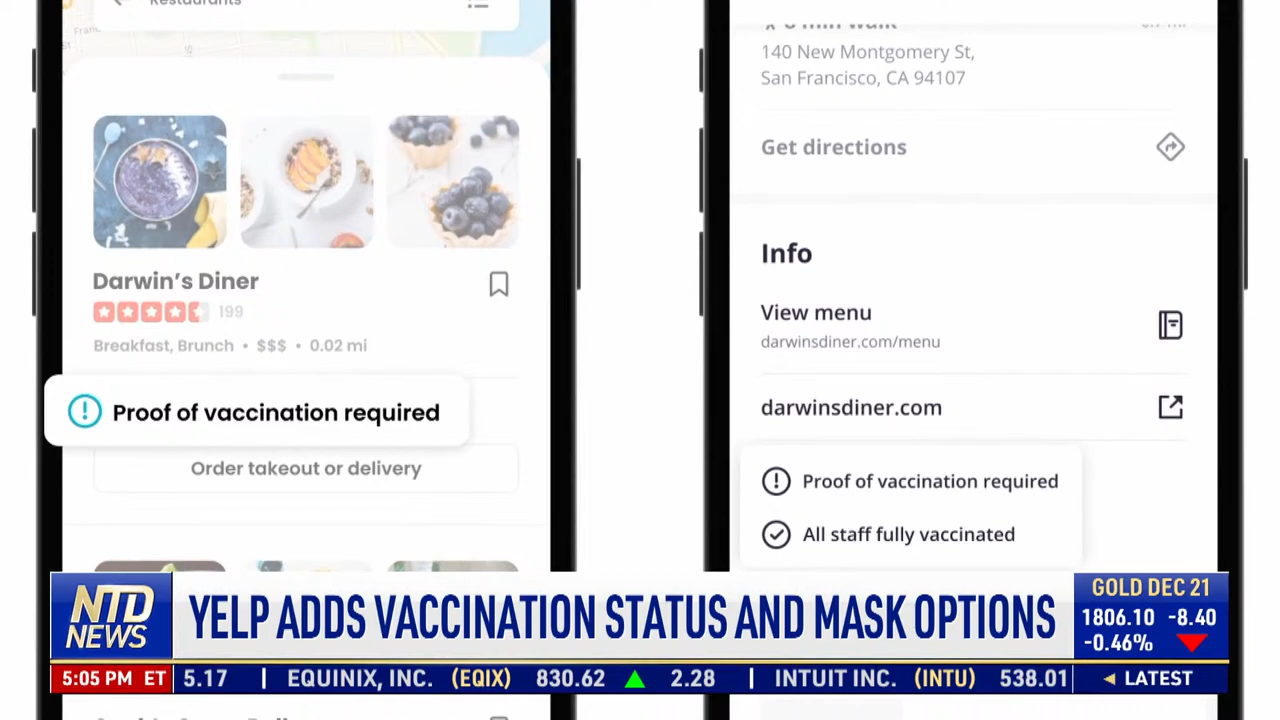 Restaurants
Darwin's Diner
199
Breakfast, Brunch • $$$ • 0.02 mi
Proof of vaccination required
Order takeout or delivery
140 New Montgomery St,
San Francisco, CA 94107
Get directions
Info
View menu
darwinsdiner.com/menu
darwinsdiner.com
Proof of vaccination required
All staff fully vaccinated
NTD
NEWS
YELP ADDS VACCINATION STATUS AND MASK OPTIONS
GOLD DEC 21
1806.10 -8.40
-0.46%
5:05 PM ET 5.17 | EQUINIX, INC. (EQIX) 830.62 ▲ 2.28 | INTUIT INC. (INTU) 538.01
◄ LATEST